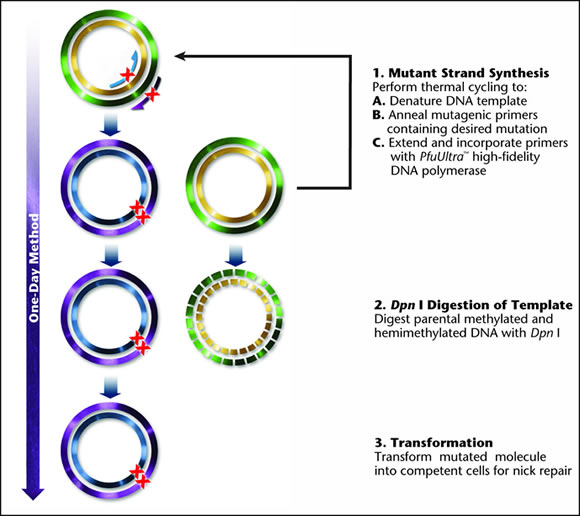 One-Day Method
1. Mutant Strand Synthesis
Perform thermal cycling to:
A. Denature DNA template
B. Anneal mutagenic primers
containing desired mutation
C. Extend and incorporate primers
with PfuUltra™ high-fidelity
DNA polymerase
2. Dpn I Digestion of Template
Digest parental methylated and
hemimethylated DNA with Dpn I
3. Transformation
Transform mutated molecule
into competent cells for nick repair